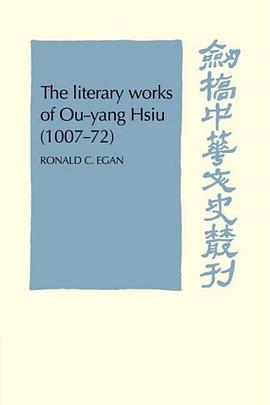 The literary works
of Ou-yang Hsiu
(1007-72)
RONALD C. EGAN
劍橋中華文史叢刊